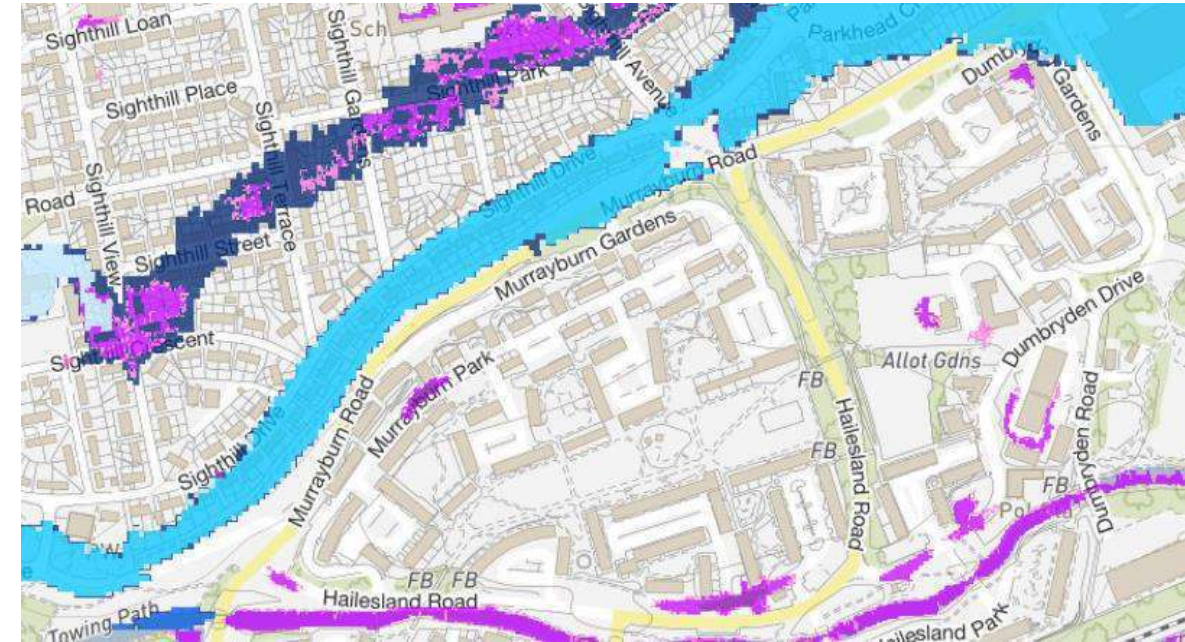 Sighthill Loan
Sch
Parkhead
Sighthill Park
Sighthill Avenue
Dumbryden Gardens
Sighthill Place
Sighthill Gardens
Sighthill Terrace
Sighthill Drive
Murrayburn Road
Road
Sighthill View
Sighthill Street
Murrayburn Gardens
Dumbryden Drive
Sighthill Crescent
Allot Gdns
Murrayburn Park
FB
Hailesland Road
Dumbryden Road
Sighthill Drive
Murrayburn Road
FB
FB
FB FB
Hailesland Road
Towing Path
Hailesland Park